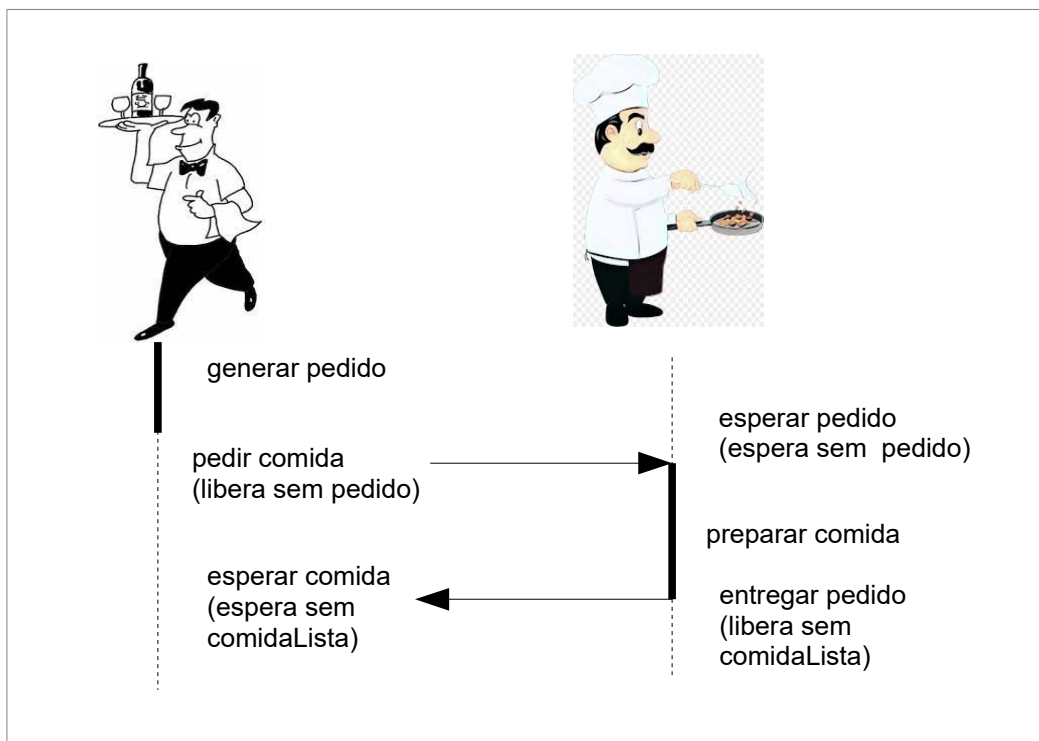 generar pedido
esperar pedido
(espera sem  pedido)
pedir comida
(libera sem pedido)
preparar comida
esperar comida
(espera sem
comidaLista)
entregar pedido
(libera sem
comidaLista)